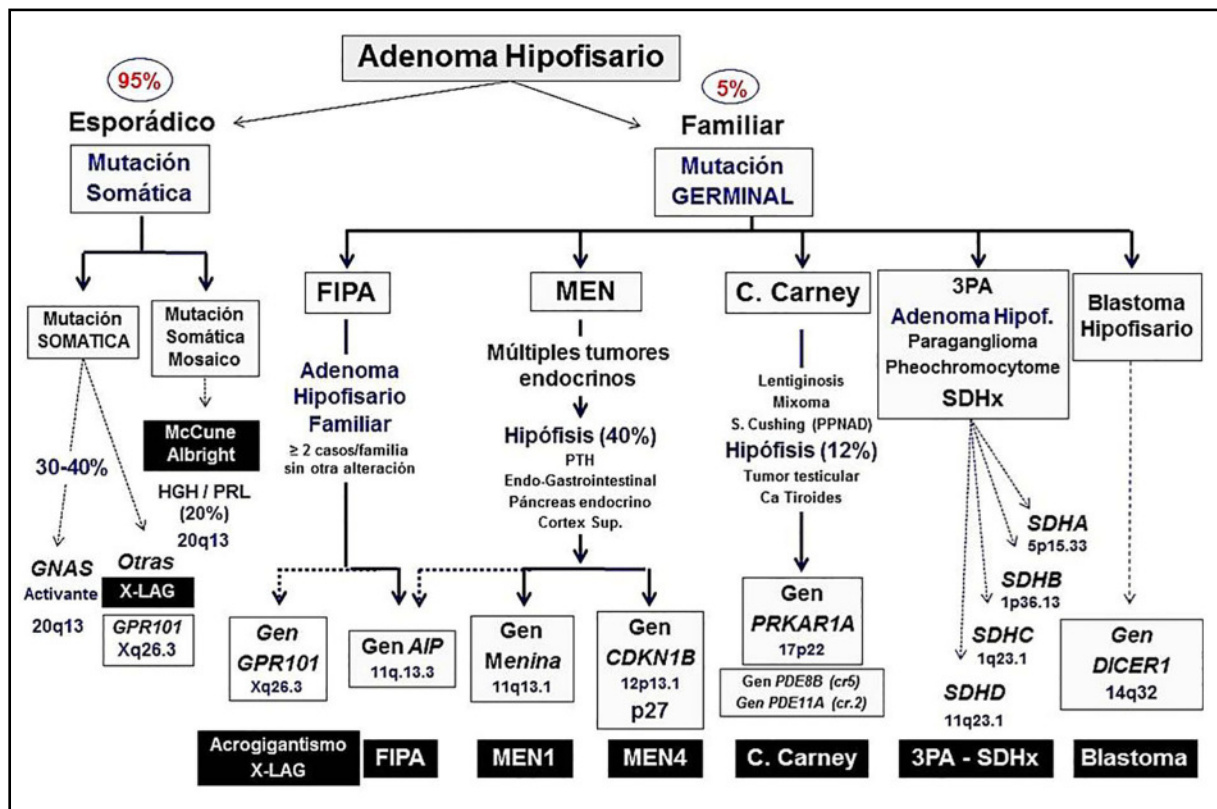 Adenoma Hipofisario
95%
Esporádico
Mutación
Somática
5%
Familiar
Mutación
GERMINAL
Mutación
SOMATICA
30-40%
GNAS
Activante
20q13
Otras
X-LAG
GPR101
Xq26.3
Mutación
Somática
Mosaico
McCune
Albright
HGH / PRL
(20%)
20q13
FIPA
Adenoma
Hipofisario
Familiar
≥ 2 casos/familia
sin otra alteración
Gen
GPR101
Xq26.3
Acrogigantismo
X-LAG
Gen AIP
11q.13.3
FIPA
MEN
Múltiples tumores
endocrinos
Hipófisis (40%)
PTH
Endo-Gastrointestinal
Páncreas endocrino
Cortex Sup.
Gen
Menina
11q13.1
MEN1
Gen
CDKN1B
12p13.1
p27
MEN4
C. Carney
Lentiginosis
Mixoma
S. Cushing (PPNAD)
Hipófisis (12%)
Tumor testicular
Ca Tiroides
Gen
PRKAR1A
17p22
Gen PDE8B (cr5)
Gen PDE11A (cr.2)
C. Carney
3PA
Adenoma Hipof.
Paraganglioma
Pheochromocytome
SDHx
SDHA
5p15.33
SDHB
1p36.13
SDHC
1q23.1
SDHD
11q23.1
3PA - SDHx
Blastoma
Hipofisario
Gen
DICER1
14q32
Blastoma